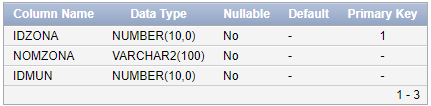 Column Name Data Type Nullable Default Primary Key
IDZONA NUMBER(10,0) No - 1
NOMZONA VARCHAR2(100) No - -
IDMUN NUMBER(10,0) No - -
1 - 3